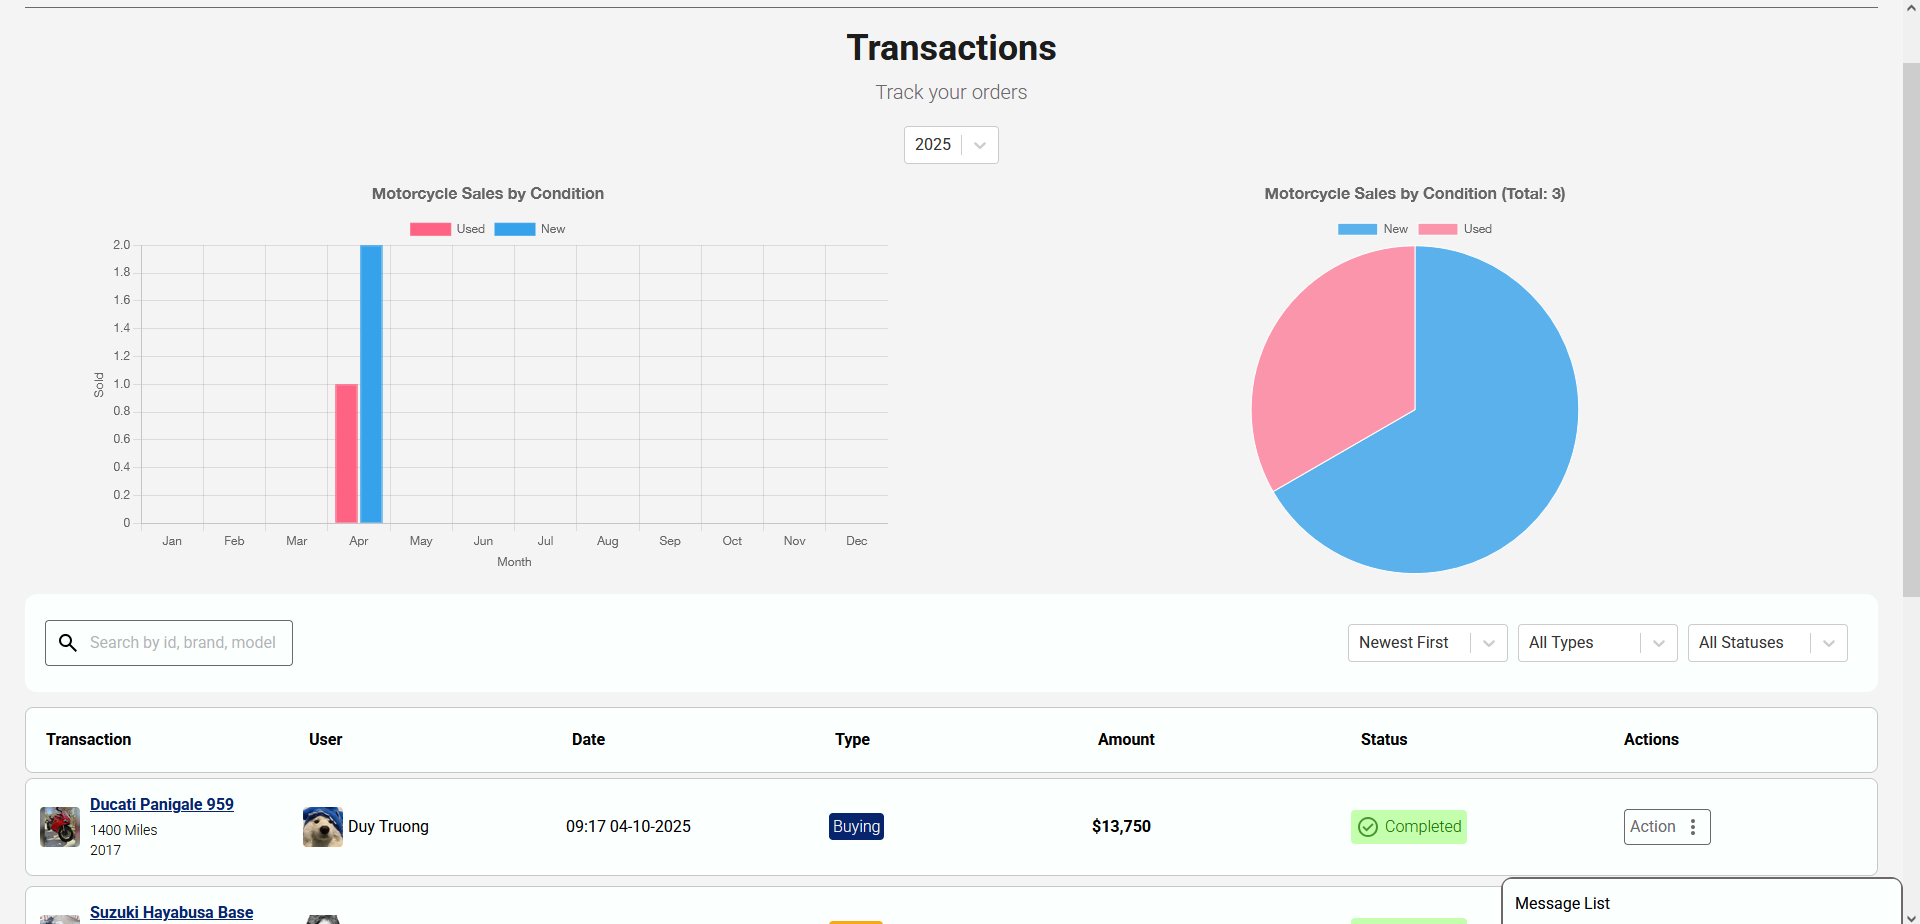 Transactions
Track your orders
2025
Motorcycle Sales by Condition
Used New
2.0
1.8
1.6
1.4
1.2
1.0
0.8
0.6
0.4
0.2
0
Sold
Jan Feb Mar Apr May Jun Jul Aug Sep Oct Nov Dec
Month
Motorcycle Sales by Condition (Total: 3)
New Used
Search by id, brand, model
Newest First All Types All Statuses
Transaction User Date Type Amount Status Actions
Ducati Panigale 959
1400 Miles
2017
Duy Truong 09:17 04-10-2025 Buying $13,750 Completed Action
Suzuki Hayabusa Base
Message List